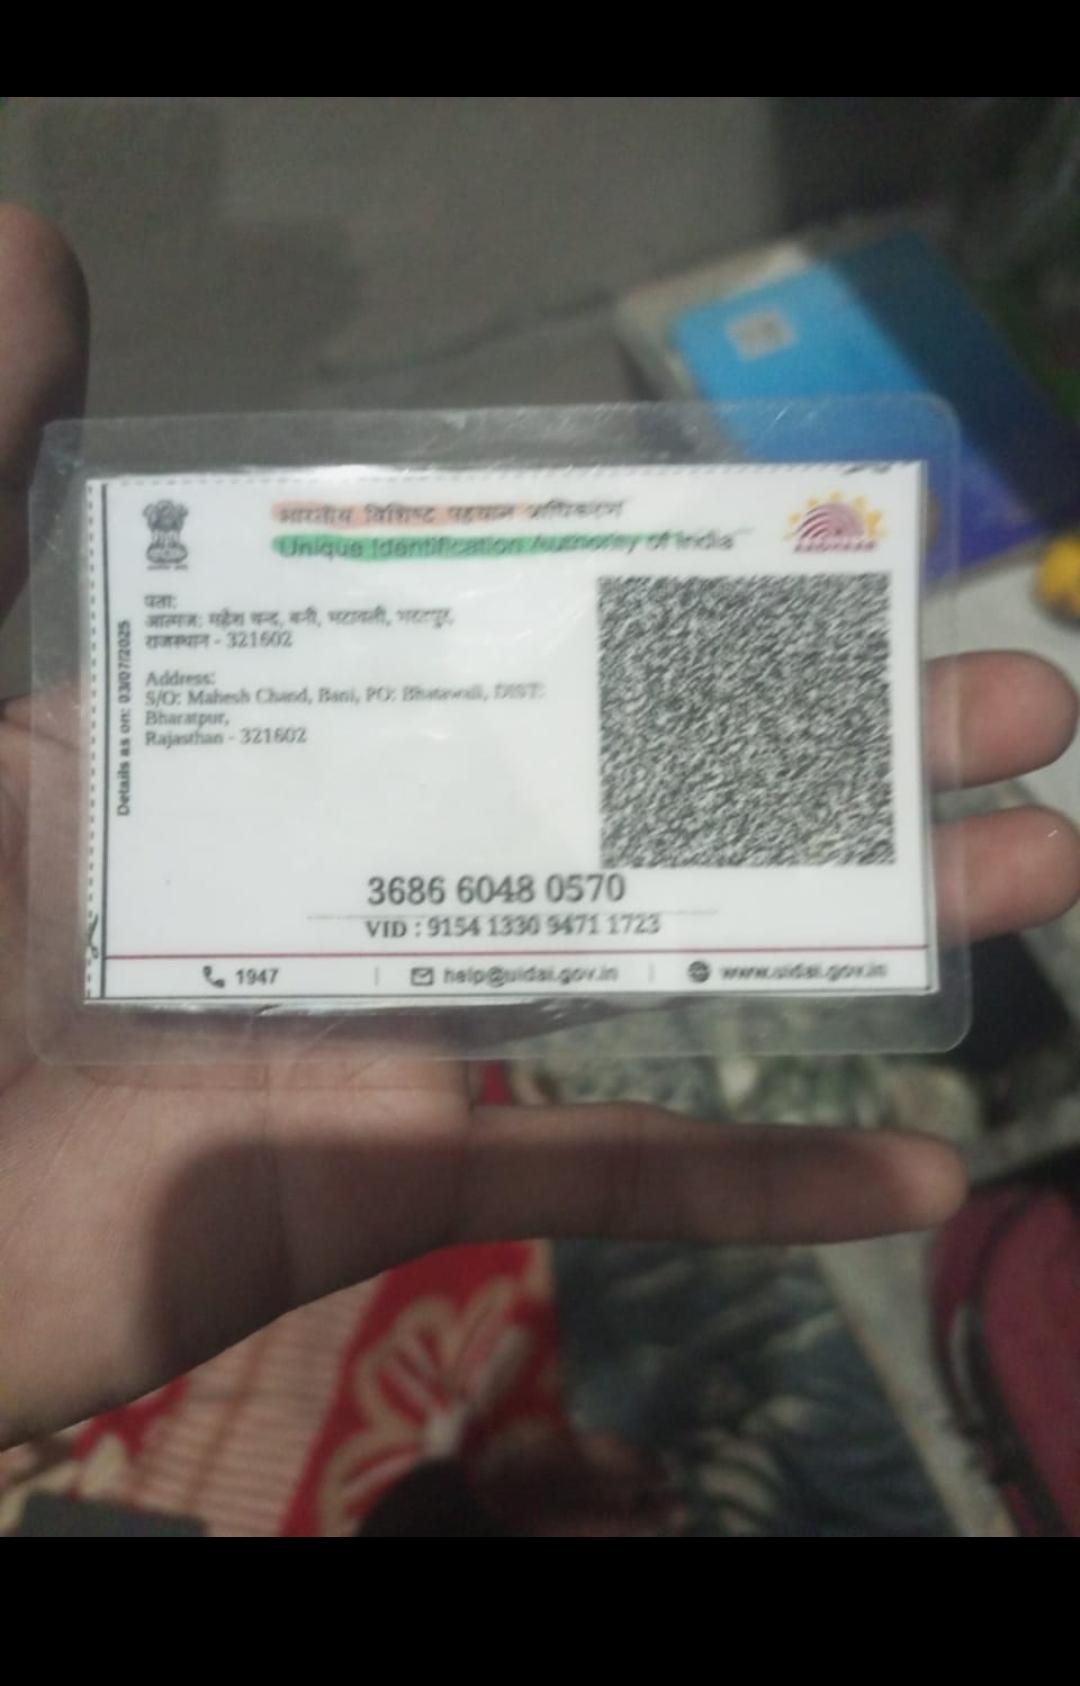 भारतीय विशिष्ट पहचान प्राधिकरण
Unique Identification Authority of India
AADHAAR
Details as on: 03/07/2025
पता:
आत्मज: महेश चन्द, बनी, भटावली, भरतपुर,
राजस्थान - 321602
Address:
S/O: Mahesh Chand, Bani, PO: Bhatawali, DIST:
Bharatpur,
Rajasthan - 321602
3686 6048 0570
VID : 9154 1330 9471 1723
1947
help@uidai.gov.in
www.uidai.gov.in